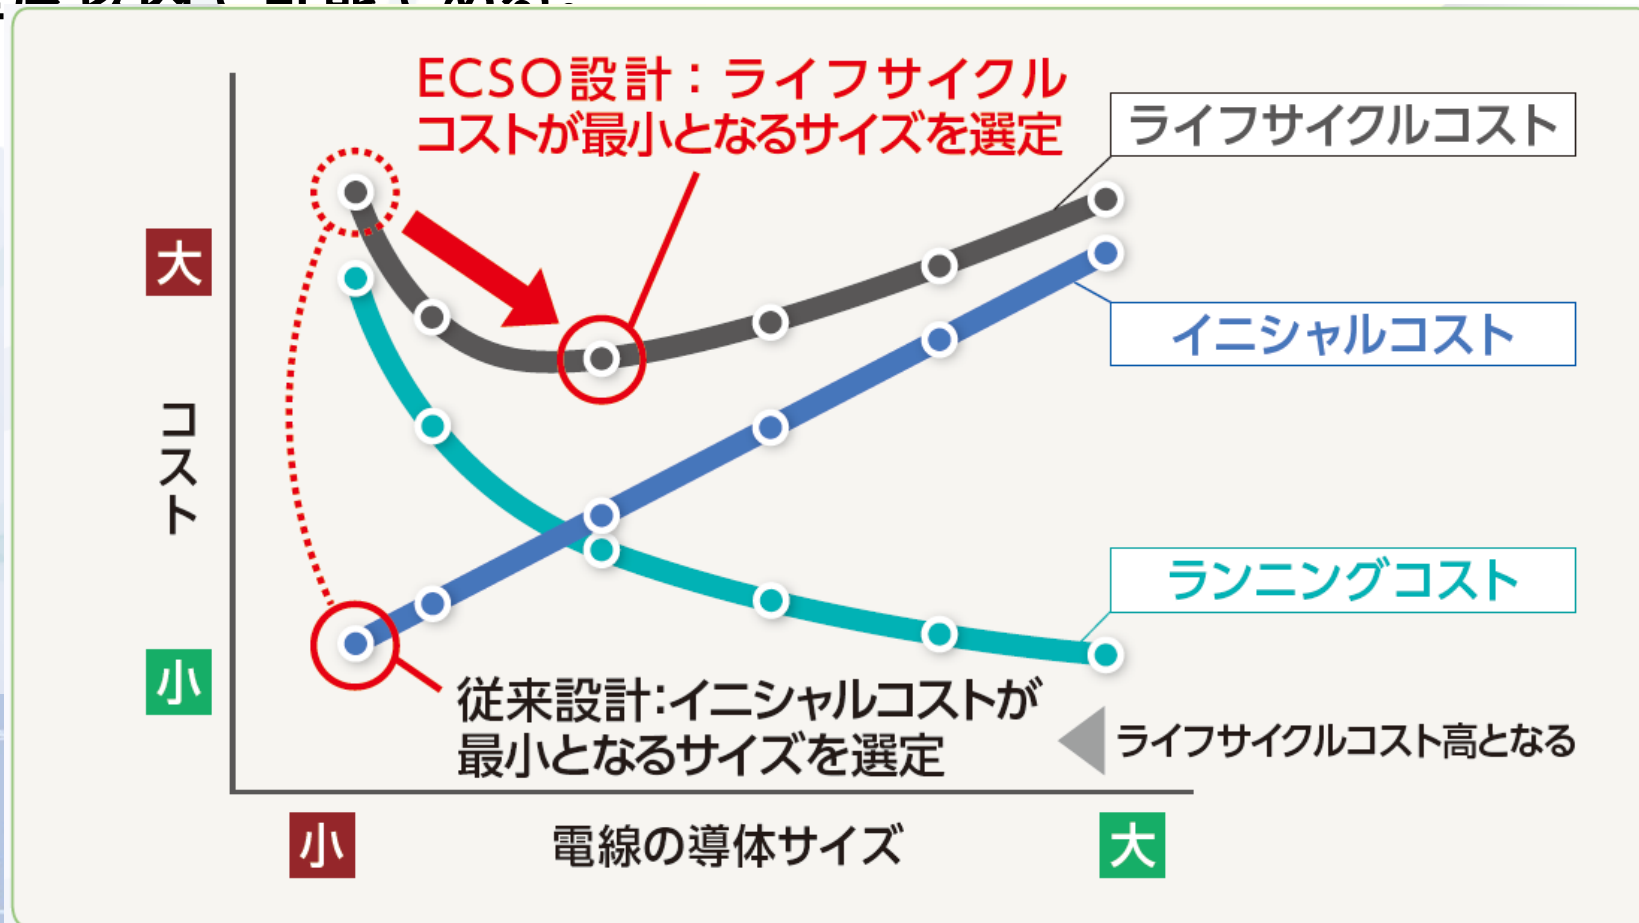 ECSO設計：ライフサイクル
コストが最小となるサイズを選定
ライフサイクルコスト
大
イニシャルコスト
コスト
ランニングコスト
小
従来設計：イニシャルコストが
最小となるサイズを選定
ライフサイクルコスト高となる
小
電線の導体サイズ
大